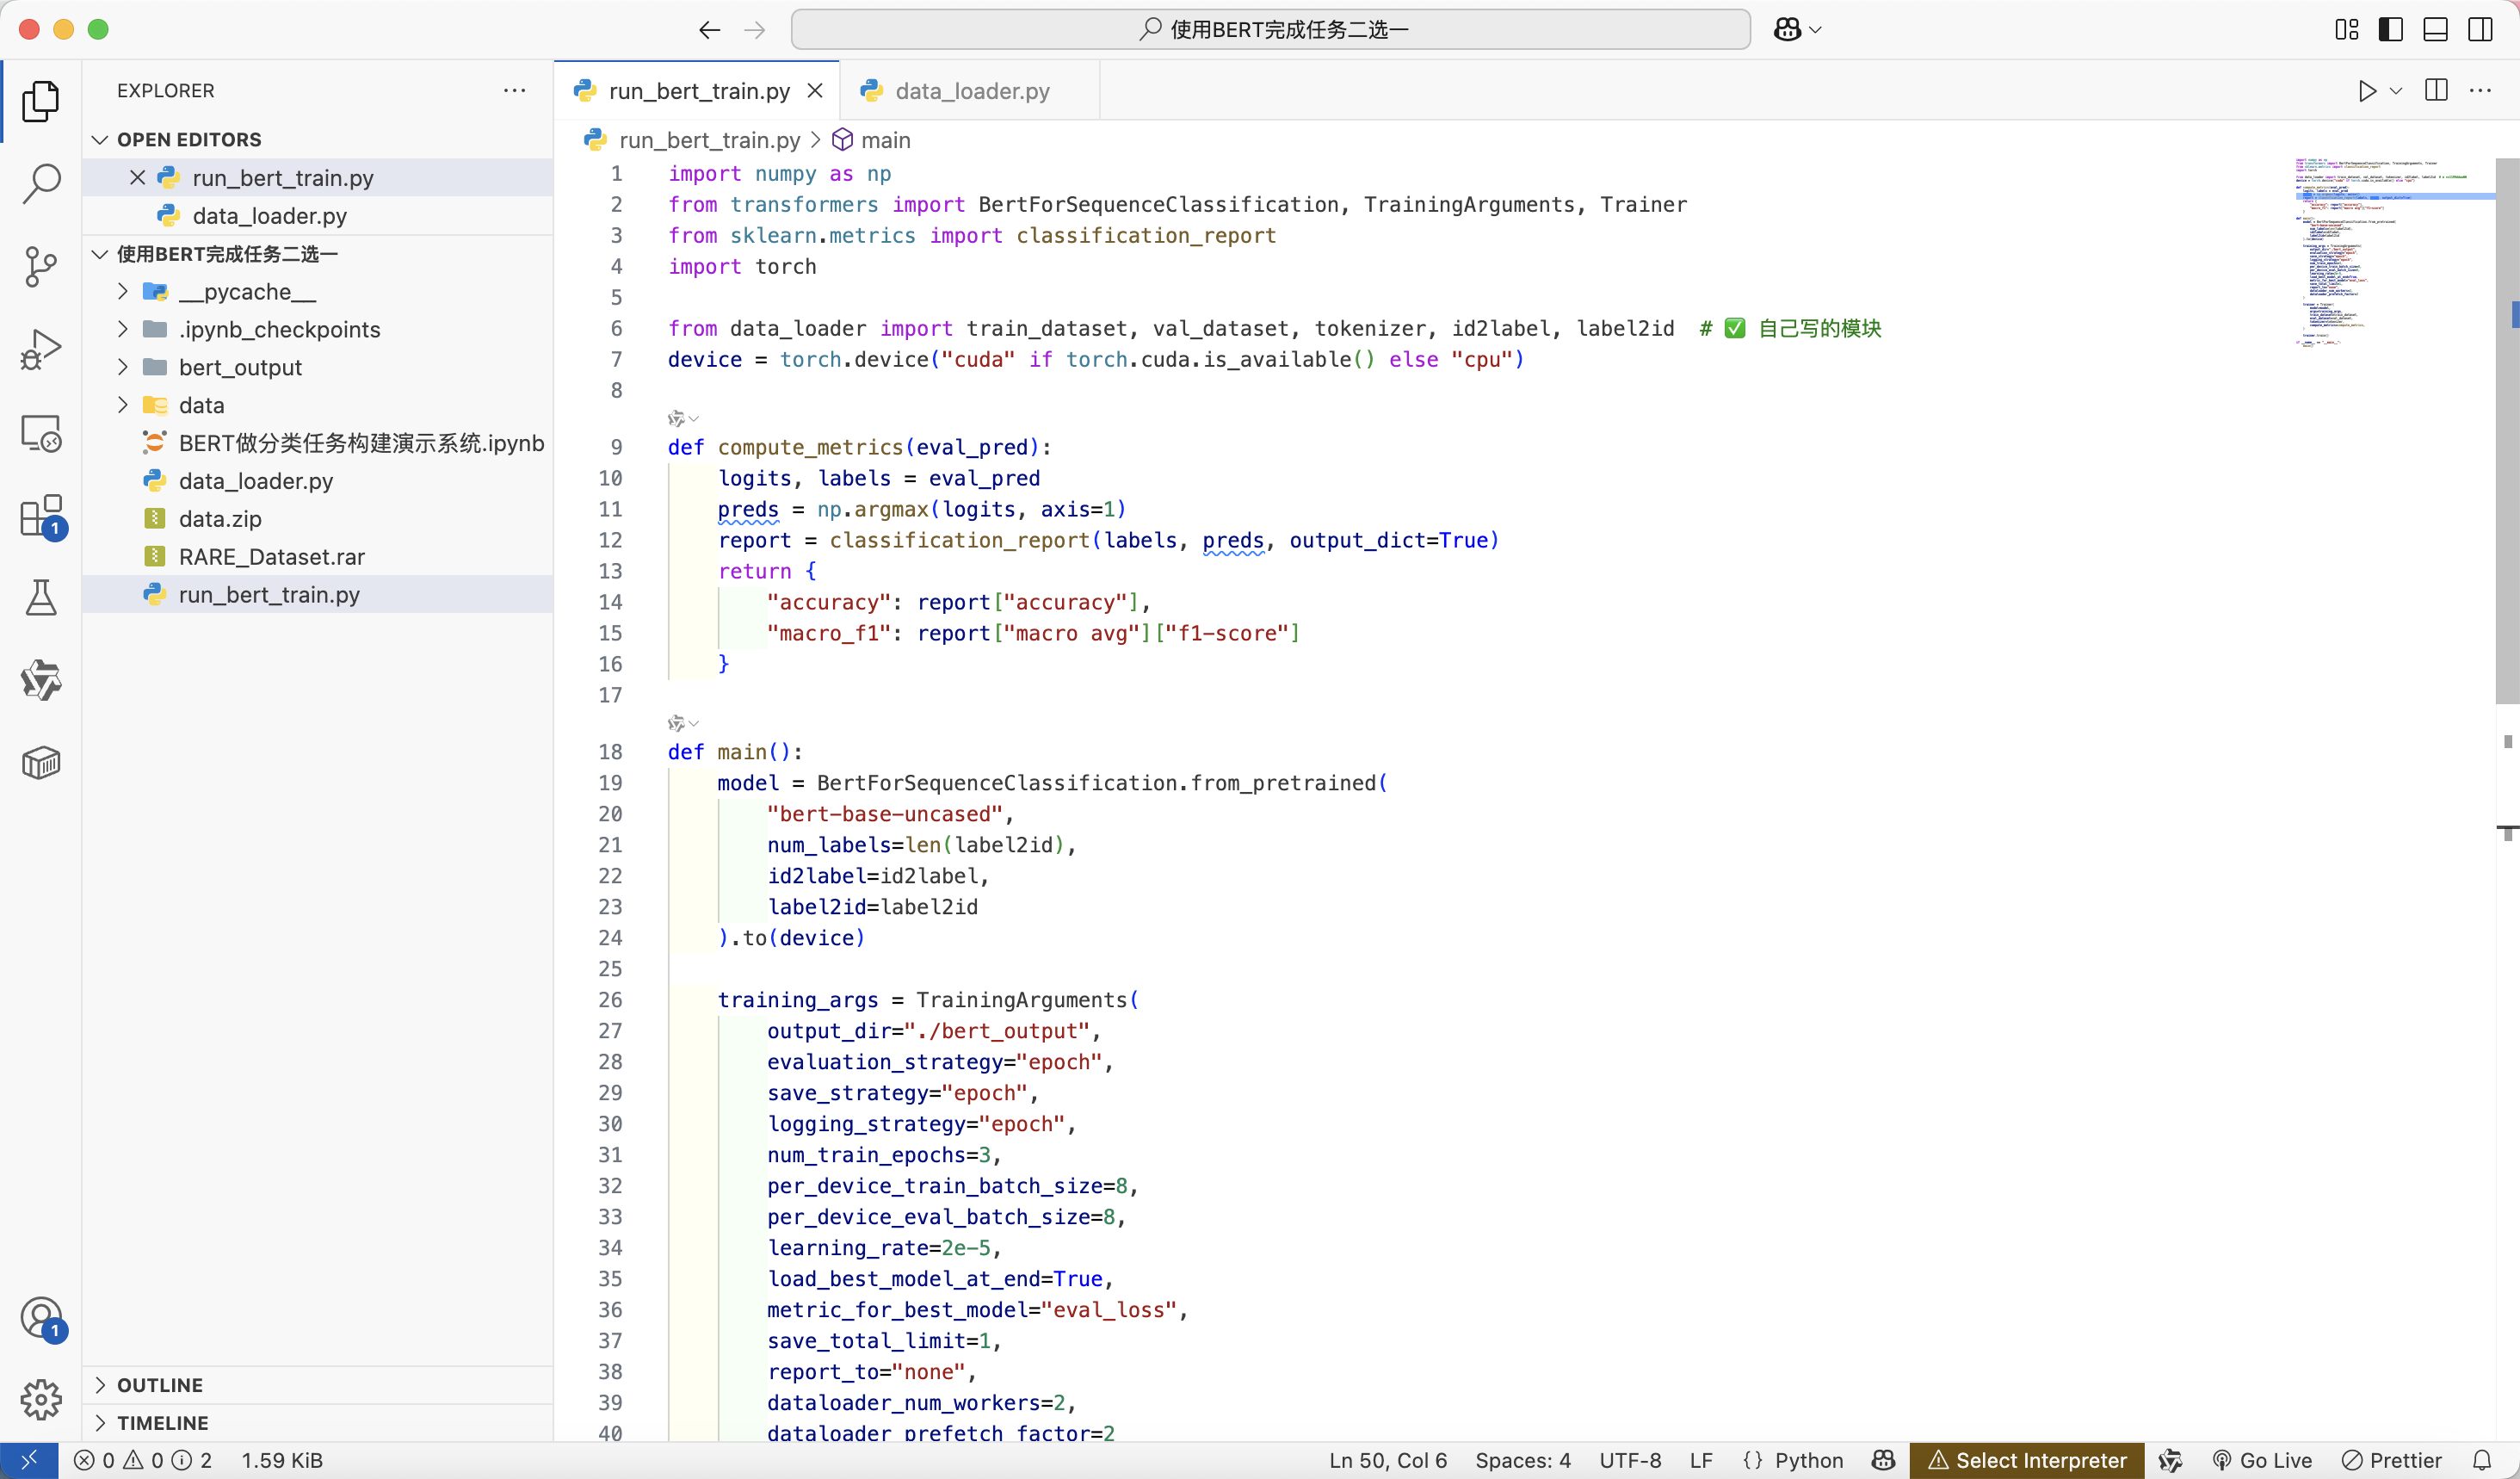 使用BERT完成任务二选一
EXPLORER
OPEN EDITORS
run_bert_train.py
data_loader.py
使用BERT完成任务二选一
__pycache__
.ipynb_checkpoints
bert_output
data
BERT做分类任务构建演示系统.ipynb
data_loader.py
data.zip
RARE_Dataset.rar
run_bert_train.py
OUTLINE
TIMELINE
1
1
run_bert_train.py
data_loader.py
run_bert_train.py > main
1 import numpy as np
2 from transformers import BertForSequenceClassification, TrainingArguments, Trainer
3 from sklearn.metrics import classification_report
4 import torch
5
6 from data_loader import train_dataset, val_dataset, tokenizer, id2label, label2id  # ✅ 自己写的模块
7 device = torch.device("cuda" if torch.cuda.is_available() else "cpu")
8
9 def compute_metrics(eval_pred):
10     logits, labels = eval_pred
11     preds = np.argmax(logits, axis=1)
12     report = classification_report(labels, preds, output_dict=True)
13     return {
14         "accuracy": report["accuracy"],
15         "macro_f1": report["macro avg"]["f1-score"]
16     }
17
18 def main():
19     model = BertForSequenceClassification.from_pretrained(
20         "bert-base-uncased",
21         num_labels=len(label2id),
22         id2label=id2label,
23         label2id=label2id
24     ).to(device)
25
26     training_args = TrainingArguments(
27         output_dir="./bert_output",
28         evaluation_strategy="epoch",
29         save_strategy="epoch",
30         logging_strategy="epoch",
31         num_train_epochs=3,
32         per_device_train_batch_size=8,
33         per_device_eval_batch_size=8,
34         learning_rate=2e-5,
35         load_best_model_at_end=True,
36         metric_for_best_model="eval_loss",
37         save_total_limit=1,
38         report_to="none",
39         dataloader_num_workers=2,
40         dataloader_prefetch_factor=2
0 0 2 1.59 KiB
Ln 50, Col 6 Spaces: 4 UTF-8 LF {} Python Select Interpreter Go Live Prettier